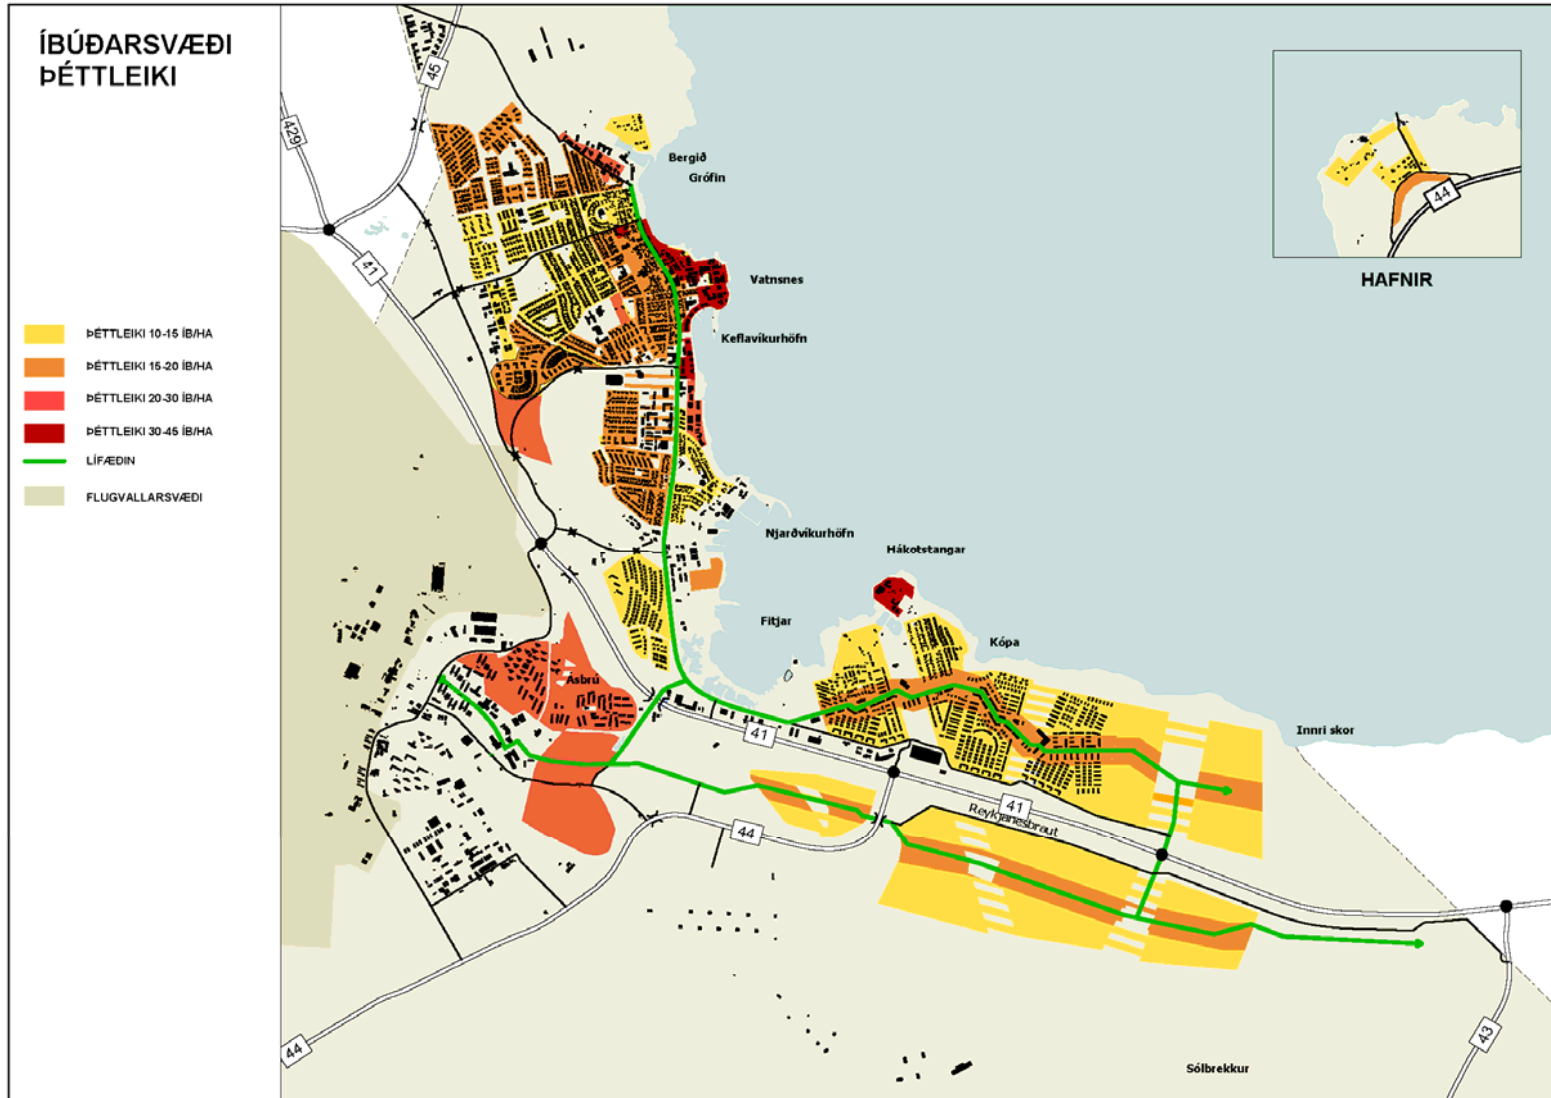 ÍBÚÐARSVÆÐI
ÞÉTTLEIKI
ÞÉTTLEIKI 10-15 ÍB/HA
ÞÉTTLEIKI 15-20 ÍB/HA
ÞÉTTLEIKI 20-30 ÍB/HA
ÞÉTTLEIKI 30-45 ÍB/HA
LÍFÆÐIN
FLUGVALLARSVÆÐI
45
429
41
Bergið
Grófin
Vatnsnes
Keflavíkurhöfn
44
HAFNIR
Njarðvíkurhöfn
Hákotstangar
Fitjar
Kópa
Ásbrú
Innri skor
41
41
Reykjanesbraut
44
44
43
Sólbrekkur